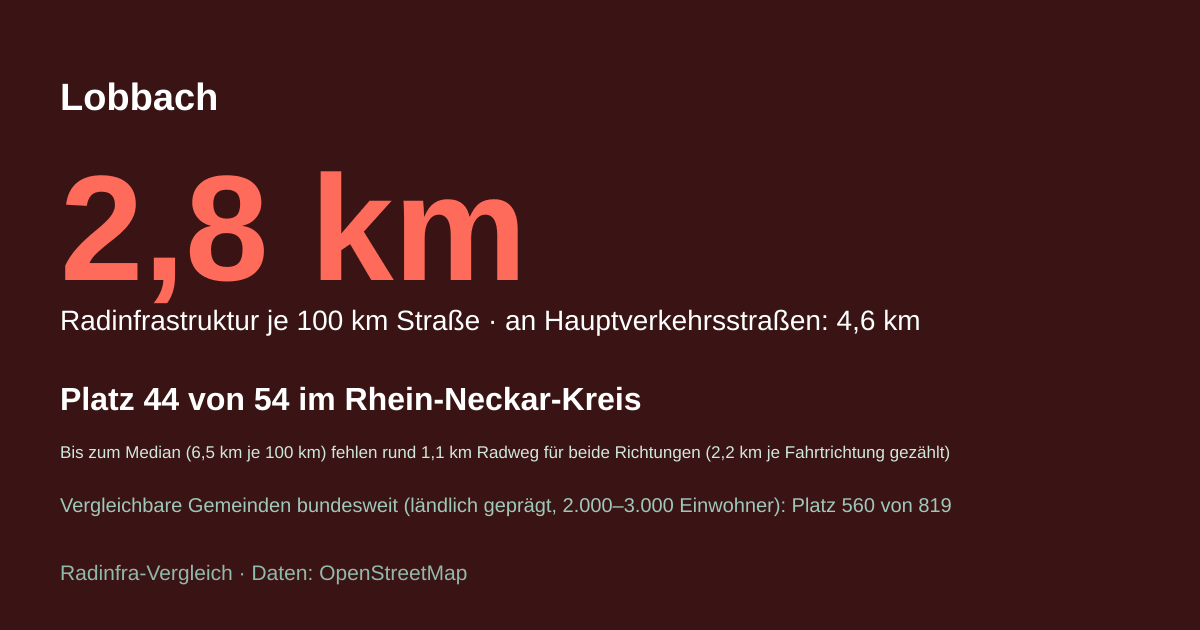 Lobbach
2,8 km
Radinfrastruktur je 100 km Straße · an Hauptverkehrsstraßen: 4,6 km
Platz 44 von 54 im Rhein-Neckar-Kreis
Bis zum Median (6,5 km je 100 km) fehlen rund 1,1 km Radweg für beide Richtungen (2,2 km je Fahrtrichtung gezählt)
Vergleichbare Gemeinden bundesweit (ländlich geprägt, 2.000–3.000 Einwohner): Platz 560 von 819
Radinfra-Vergleich · Daten: OpenStreetMap